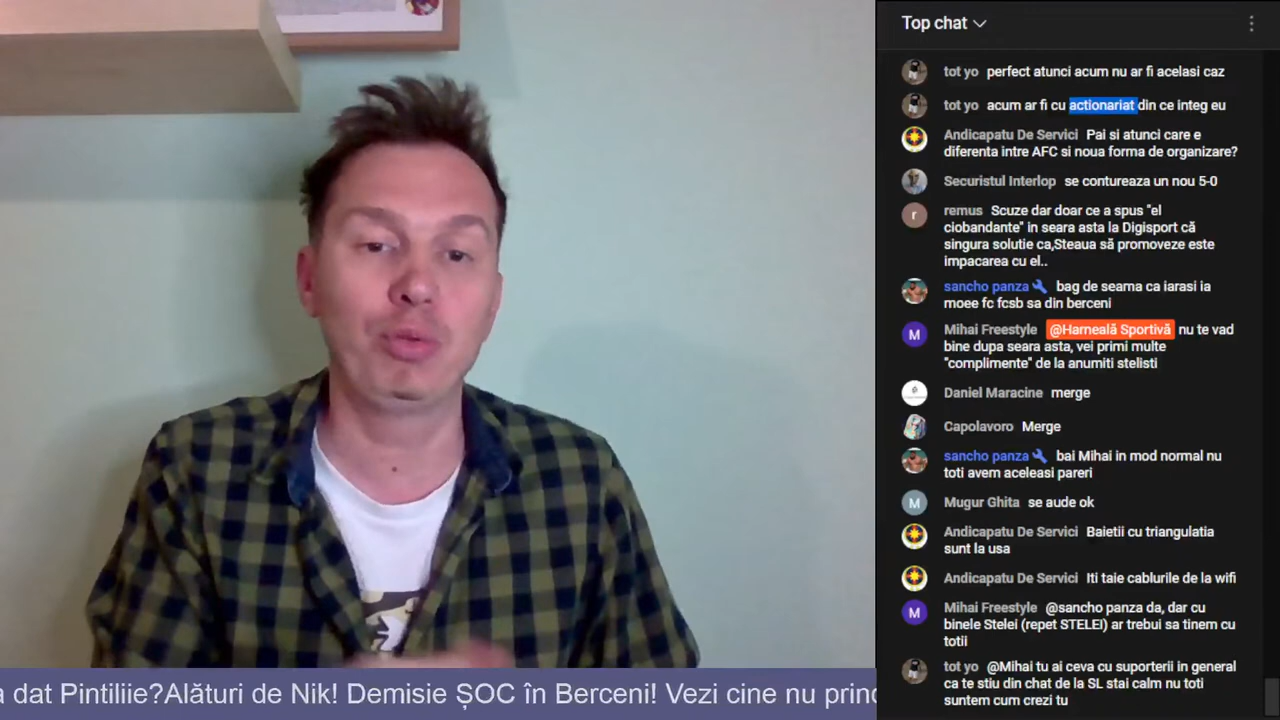 Top chat
tot yo perfect atunci acum nu ar fi acelasi caz
tot yo acum ar fi cu actionariat din ce integ eu
Andicapatu De Servici Pai si atunci care e
diferenta intre AFC si noua forma de organizare?
Securistul Interlop se contureaza un nou 5-0
r
remus Scuze dar doar ce a spus "el
ciobandante" in seara asta la Digisport că
singura solutie ca,Steaua să promoveze este
impacarea cu el..
sancho panza bag de seama ca iarasi ia
moee fc fcsb sa din berceni
M
Mihai Freestyle @Harneală Sportivă nu te vad
bine dupa seara asta, vei primi multe
"complimente" de la anumiti stelisti
Daniel Maracine merge
Capolavoro Merge
sancho panza bai Mihai in mod normal nu
toti avem aceleasi pareri
M
Mugur Ghita se aude ok
Andicapatu De Servici Baietii cu triangulatia
sunt la usa
Andicapatu De Servici Iti taie cablurile de la wifi
M
Mihai Freestyle @sancho panza da, dar cu
binele Stelei (repet STELEI) ar trebui sa tinem cu
totii
tot yo @Mihai tu ai ceva cu suporterii in general
ca te stiu din chat de la SL stai calm nu toti
suntem cum crezi tu
a dat Pintiliie?Alături de Nik! Demisie ȘOC în Berceni! Vezi cine nu princ